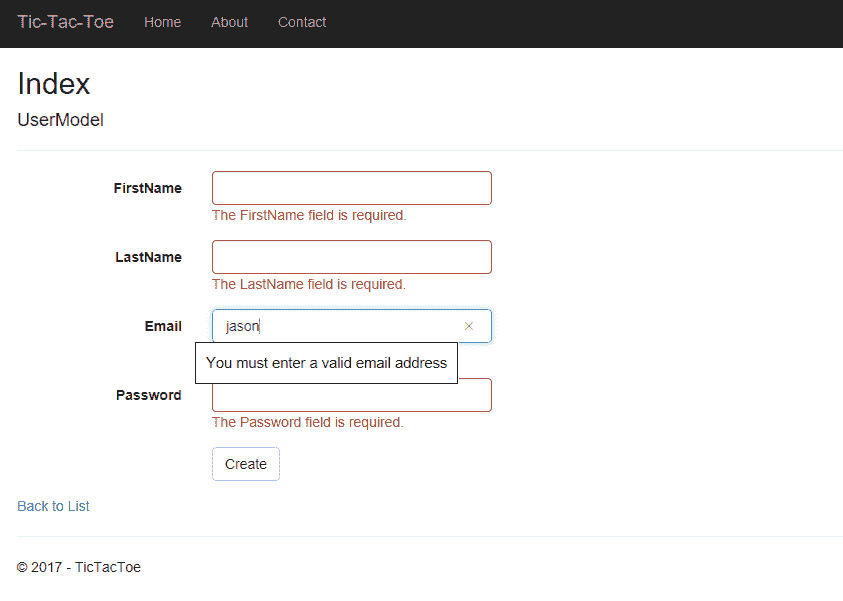 Tic-Tac-Toe Home About Contact
Index
UserModel
FirstName
The FirstName field is required.
LastName
The LastName field is required.
Email jason
You must enter a valid email address
Password
The Password field is required.
Create
Back to List
© 2017 - TicTacToe